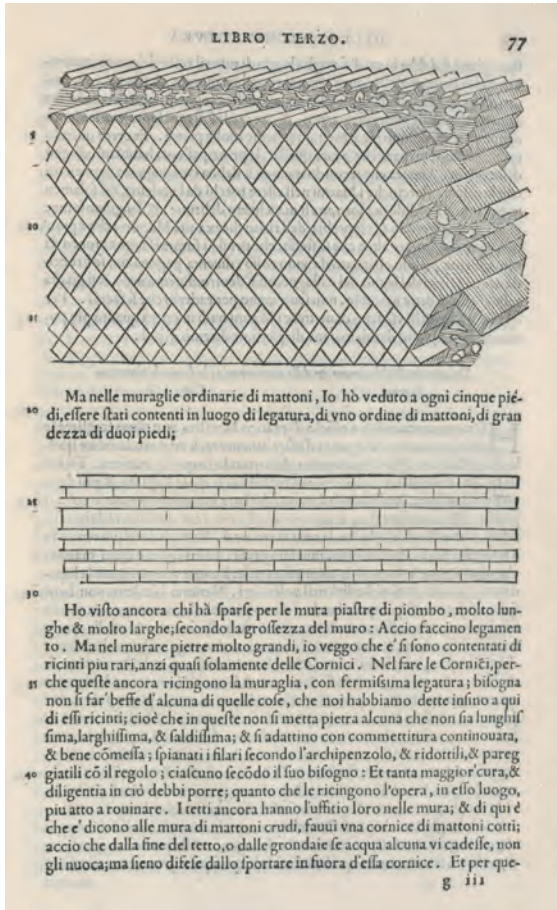 LIBRO TERZO.
77
5
10
15
Ma nelle muraglie ordinarie di mattoni, Io hò veduto a ogni cinque pié-
20 di, eſſere ſtati contenti in luogo di legatura, di vno ordine di mattoni, di gran
dezza di duoi piedi;
25
30
Ho viſto ancora chi hà ſparſe per le mura piaſtre di piombo, molto lun-
ghe & molto larghe; ſecondo la groſſezza del muro: Accio faccino legamen
to. Ma nel murare pietre molto grandi, io veggo che e' ſi ſono contentati di
ricinti piu rari, anzi quaſi ſolamente delle Cornici. Nel fare le Cornici, per-
35 che queſte ancora ricingono la muraglia, con fermiſsima legatura; biſogna
non ſi far' beffe d'alcuna di quelle coſe, che noi habbiamo dette inſino a qui
di eſſi ricinti; cioè che in queſte non ſi metta pietra alcuna che non ſia lunghiſ
ſima, larghiſſima, & ſaldiſſima; & ſi adattino con commettitura continouata,
& bene cōmeſſa; ſpianati i filari ſecondo l'archipenzolo, & ridottili, & pareg
40 giatili cō il regolo; ciaſcuno ſecōdo il ſuo biſogno: Et tanta maggior' cura, &
diligentia in ciò debbi porre; quanto che le ricingono l'opera, in eſſo luogo,
piu atto a rouinare. I tetti ancora hanno l'uffitio loro nelle mura; & di qui è
che e' dicono alle mura di mattoni crudi, fauui vna cornice di mattoni cotti;
accio che dalla fine del tetto, o dalle grondaie ſe acqua alcuna vi cadeſſe, non
gli nuoca; ma ſieno difeſe dallo ſportare in fuora d'eſſa cornice. Et per que-
g iii